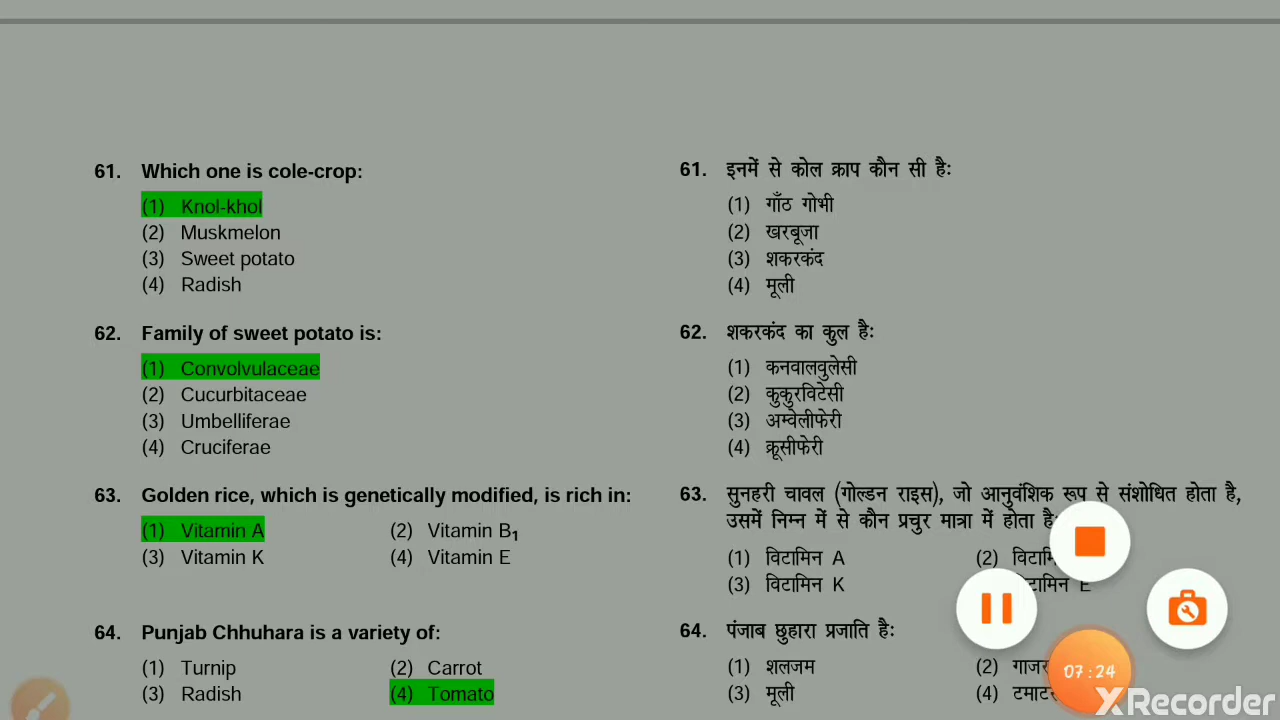 61. Which one is cole-crop:
(1) Knol-khol
(2) Muskmelon
(3) Sweet potato
(4) Radish
62. Family of sweet potato is:
(1) Convolvulaceae
(2) Cucurbitaceae
(3) Umbelliferae
(4) Cruciferae
63. Golden rice, which is genetically modified, is rich in:
(1) Vitamin A (2) Vitamin B₁
(3) Vitamin K (4) Vitamin E
64. Punjab Chhuhara is a variety of:
(1) Turnip (2) Carrot
(3) Radish (4) Tomato
61. इनमें से कोल क्राप कौन सी है:
(1) गाँठ गोभी
(2) खरबूजा
(3) शकरकंद
(4) मूली
62. शकरकंद का कुल है:
(1) कनवालवुलेसी
(2) कुकुरविटेसी
(3) अम्वेलीफेरी
(4) क्रूसीफेरी
63. सुनहरी चावल (गोल्डन राइस), जो आनुवंशिक रूप से संशोधित होता है,
उसमें निम्न में से कौन प्रचुर मात्रा में होता है:
(1) विटामिन A (2)
(3) विटामिन K E
64. पंजाब छुहारा प्रजाति है:
(1) शलजम (2)
(3) मूली (4)
07:24
XRecorder